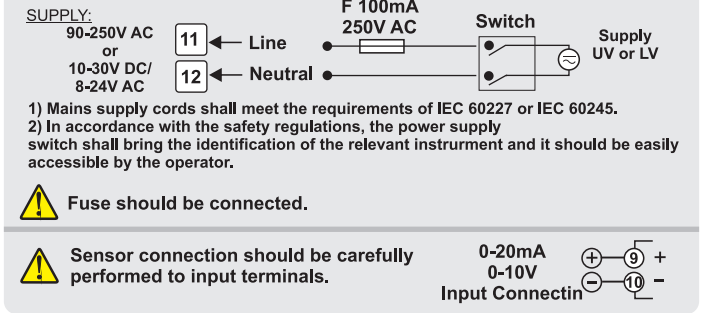 SUPPLY:
90-250V AC
or
10-30V DC/
8-24V AC
11
Line
12
Neutral
F 100mA
250V AC
Switch
Supply
UV or LV
1) Mains supply cords shall meet the requirements of IEC 60227 or IEC 60245.
2) In accordance with the safety regulations, the power supply
switch shall bring the identification of the relevant instrurment and it should be easily
accessible by the operator.
Fuse should be connected.
Sensor connection should be carefully
performed to input terminals.
0-20mA
0-10V
Input Connectin
+ 9 +
- 10 -